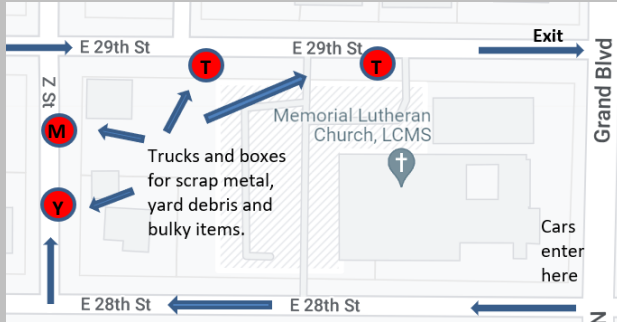 Exit
E 29th St
E 29th St
T
T
Grand Blvd
Z St
Memorial Lutheran
Church, LCMS
M
Trucks and boxes
for scrap metal,
yard debris and
bulky items.
Y
Cars
enter
here
E 28th St
E 28th St
N